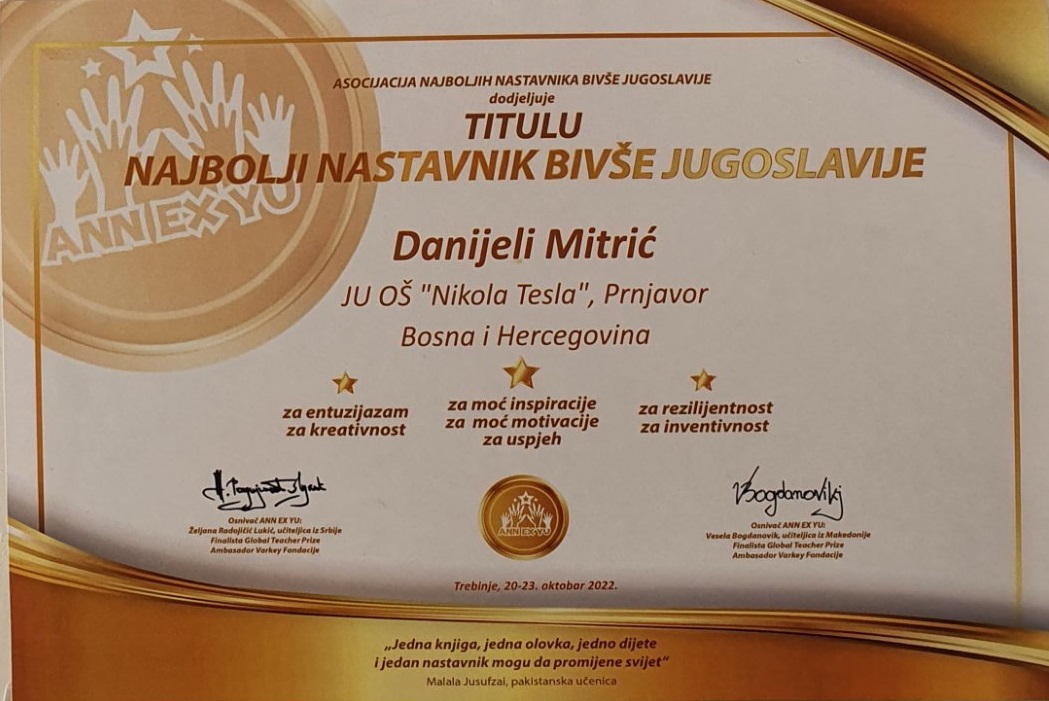 ANN EX YU
ASOCIJACIJA NAJBOLJIH NASTAVNIKA BIVŠE JUGOSLAVIJE
dodjeljuje
TITULU
NAJBOLJI NASTAVNIK BIVŠE JUGOSLAVIJE
Danijeli Mitrić
JU OŠ "Nikola Tesla", Prnjavor
Bosna i Hercegovina
za entuzijazam
za kreativnost
za moć inspiracije
za moć motivacije
za uspjeh
za rezilijentnost
za inventivnost
Osnivač ANN EX YU:
Željana Radojičić Lukić, učiteljica iz Srbije
Finalista Global Teacher Prize
Ambasador Varkey Fondacije
ANN EX YU
VBogdanovikj
Osnivač ANN EX YU:
Vesela Bogdanovik, učiteljica iz Makedonije
Finalista Global Teacher Prize
Ambasador Varkey Fondacije
Trebinje, 20-23. oktobar 2022.
„Jedna knjiga, jedna olovka, jedno dijete
i jedan nastavnik mogu da promijene svijet“
Malala Jusufzai, pakistanska učenica